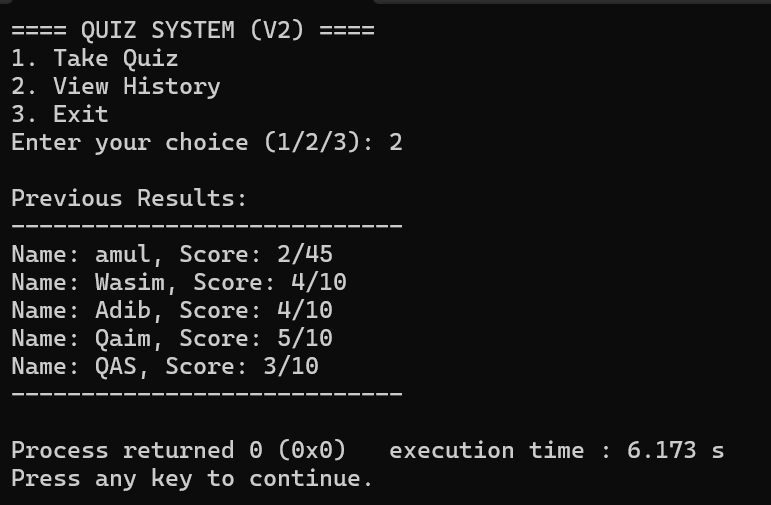 ==== QUIZ SYSTEM (V2) ====
1. Take Quiz
2. View History
3. Exit
Enter your choice (1/2/3): 2
Previous Results:
----------------------------
Name: amul, Score: 2/45
Name: Wasim, Score: 4/10
Name: Adib, Score: 4/10
Name: Qaim, Score: 5/10
Name: QAS, Score: 3/10
----------------------------
Process returned 0 (0x0)   execution time : 6.173 s
Press any key to continue.